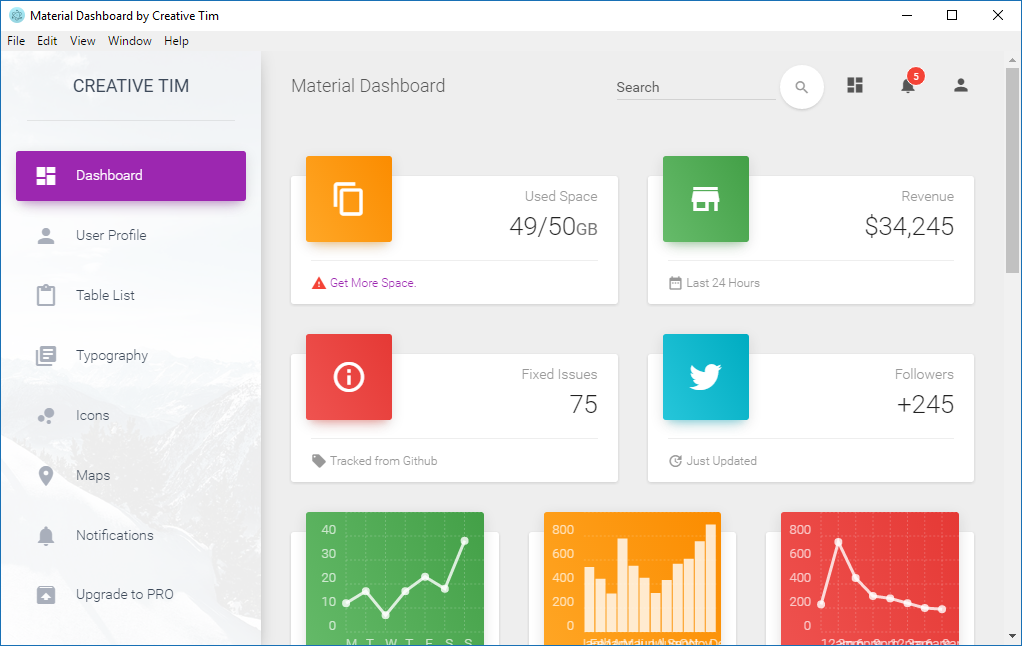 Material Dashboard by Creative Tim
File Edit View Window Help
CREATIVE TIM
Dashboard
User Profile
Table List
Typography
Icons
Maps
Notifications
Upgrade to PRO
Material Dashboard
Search
5
Used Space
49/50GB
Get More Space.
Revenue
$34,245
Last 24 Hours
Fixed Issues
75
Tracked from Github
Followers
+245
Just Updated
40
30
20
10
0
M T W T F S S
800
600
400
200
0
800
600
400
200
0